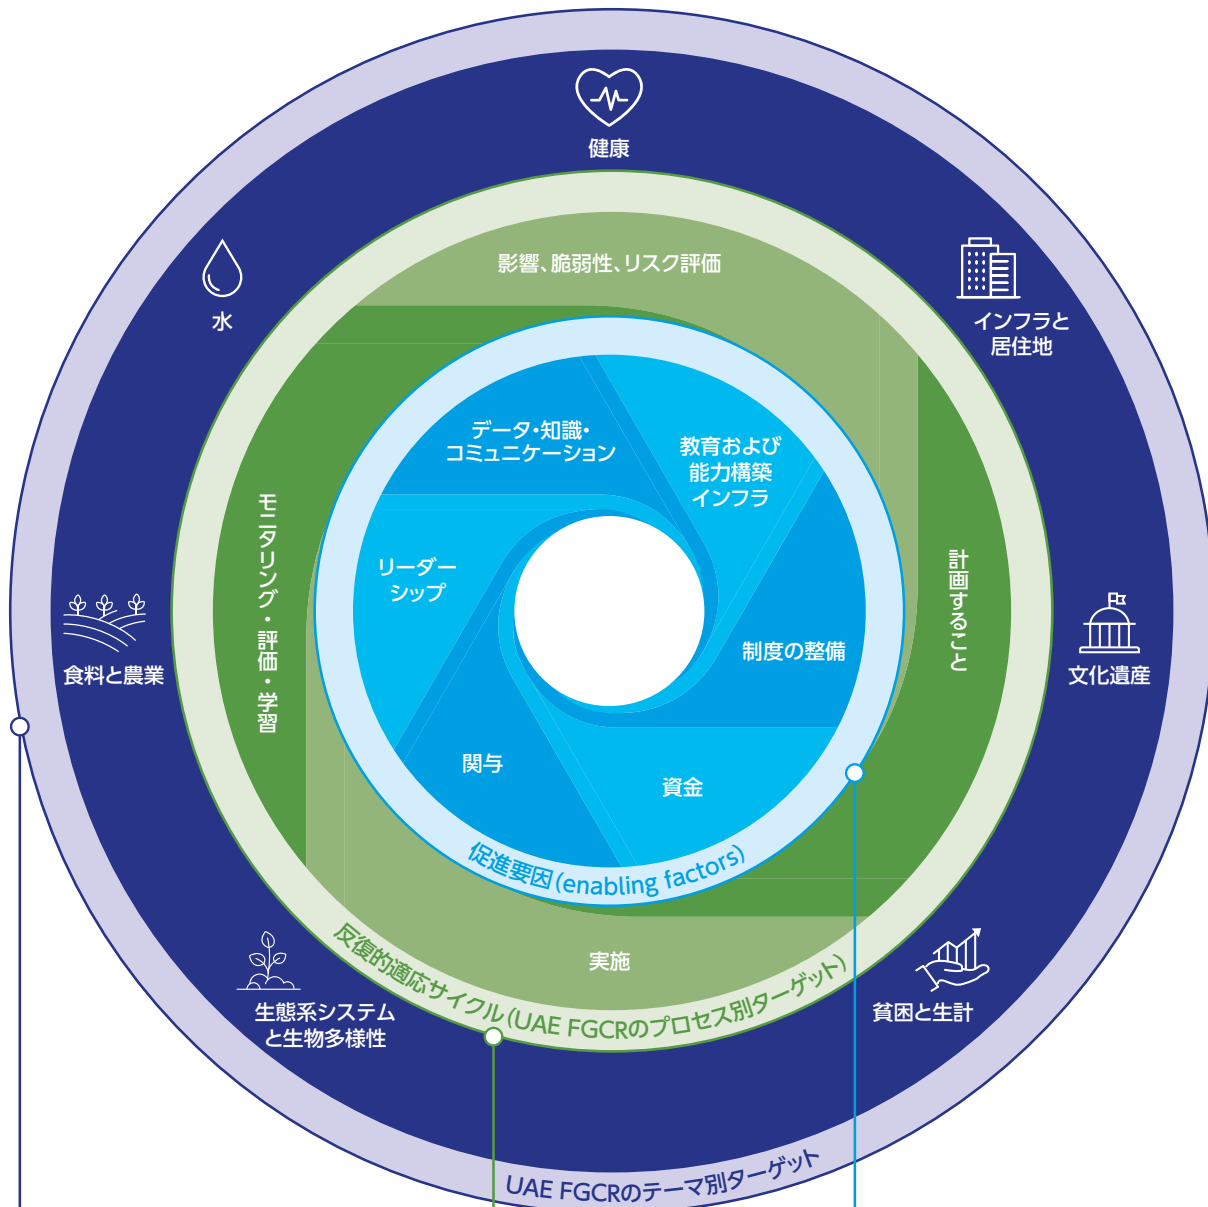 健康
水
インフラと
居住地
食料と農業
文化遺産
生態系システム
と生物多様性
貧困と生計
UAE FGCRのテーマ別ターゲット
影響、脆弱性、リスク評価
モニタリング・評価・学習
計画すること
実施
反復的適応サイクル(UAE FGCRのプロセス別ターゲット)
データ・知識・
コミュニケーション
教育および
能力構築
インフラ
リーダー
シップ
制度の整備
関与
資金
促進要因(enabling factors)